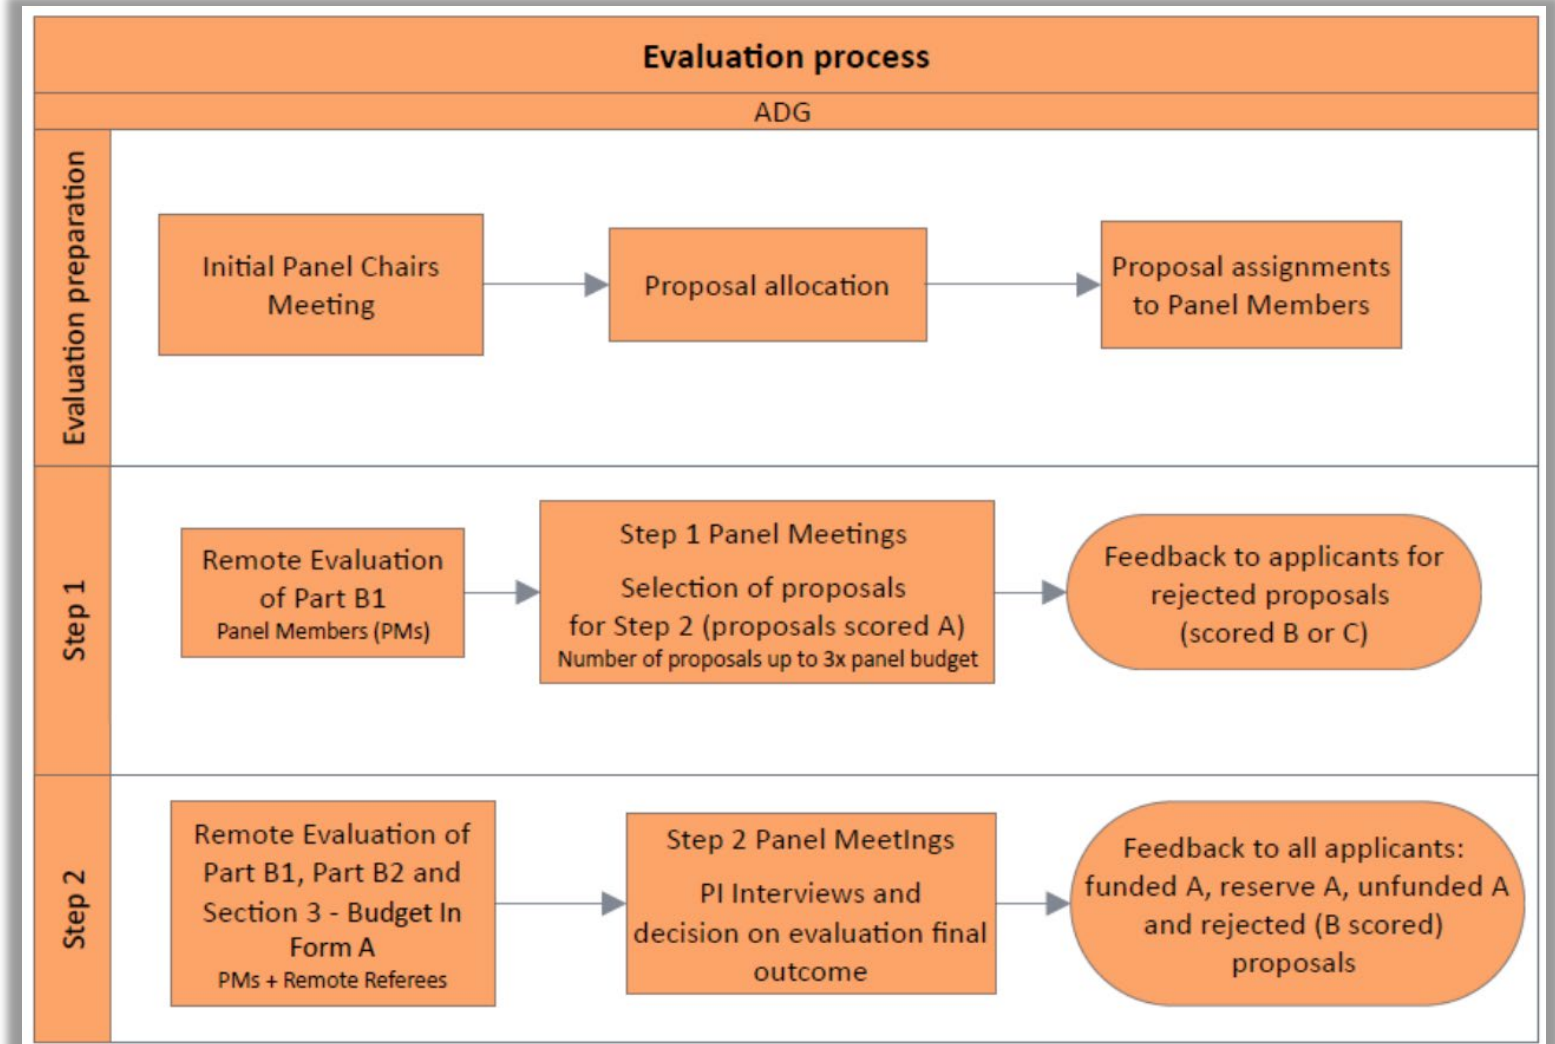 Evaluation process
ADG
Evaluation preparation
Initial Panel Chairs
Meeting
Proposal allocation
Proposal assignments
to Panel Members
Step 1
Remote Evaluation
of Part B1
Panel Members (PMs)
Step 1 Panel Meetings
Selection of proposals
for Step 2 (proposals scored A)
Number of proposals up to 3x panel budget
Feedback to applicants for
rejected proposals
(scored B or C)
Step 2
Remote Evaluation of
Part B1, Part B2 and
Section 3 - Budget In
Form A
PMs + Remote Referees
Step 2 Panel MeetIngs
PI Interviews and
decision on evaluation final
outcome
Feedback to all applicants:
funded A, reserve A, unfunded A
and rejected (B scored)
proposals